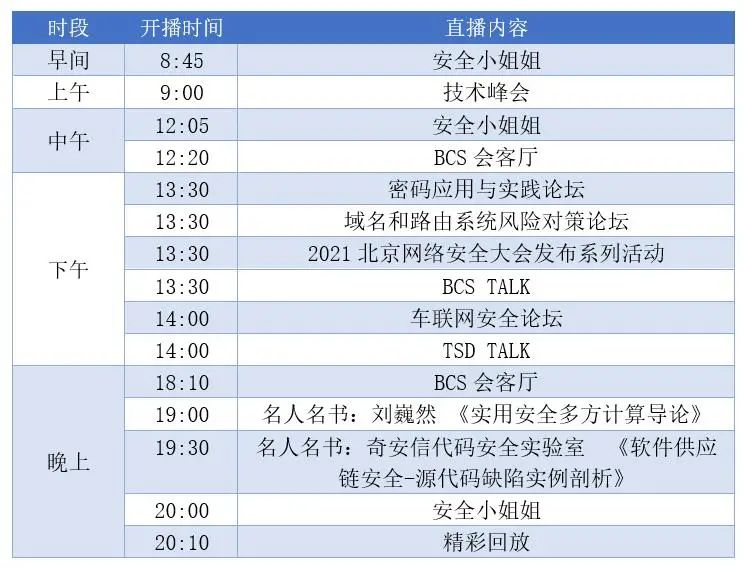 时段 开播时间 直播内容
早间 8:45 安全小姐姐
上午 9:00 技术峰会
中午 12:05 安全小姐姐
12:20 BCS 会客厅
下午 13:30 密码应用与实践论坛
13:30 域名和路由系统风险对策论坛
13:30 2021 北京网络安全大会发布系列活动
13:30 BCS TALK
14:00 车联网安全论坛
14:00 TSD TALK
晚上 18:10 BCS 会客厅
19:00 名人名书：刘巍然 《实用安全多方计算导论》
19:30 名人名书：奇安信代码安全实验室 《软件供应
链安全-源代码缺陷实例剖析》
20:00 安全小姐姐
20:10 精彩回放